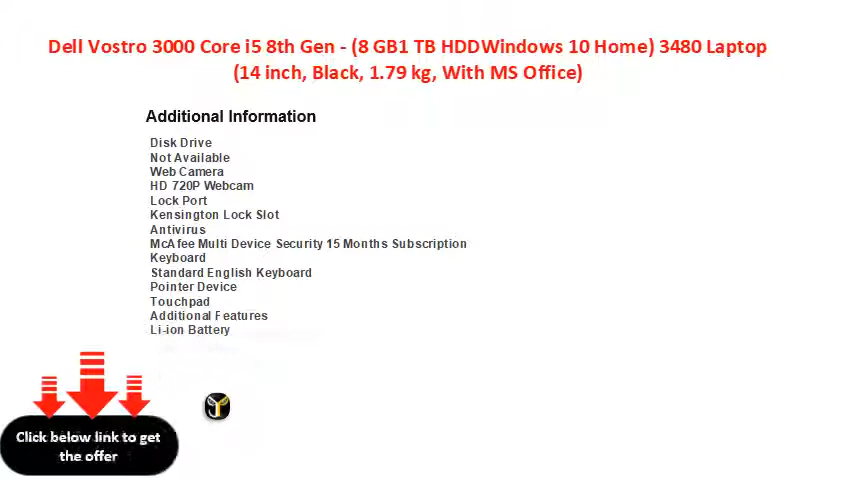 Dell Vostro 3000 Core i5 8th Gen - (8 GB1 TB HDDWindows 10 Home) 3480 Laptop
(14 inch, Black, 1.79 kg, With MS Office)
Additional Information
Disk Drive
Not Available
Web Camera
HD 720P Webcam
Lock Port
Kensington Lock Slot
Antivirus
McAfee Multi Device Security 15 Months Subscription
Keyboard
Standard English Keyboard
Pointer Device
Touchpad
Additional Features
Li-ion Battery
Click below link to get
the offer